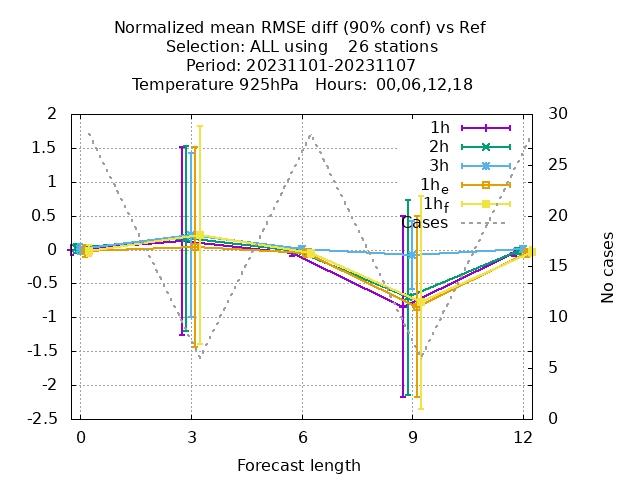 Normalized mean RMSE diff (90% conf) vs Ref
Selection: ALL using    26 stations
Period: 20231101-20231107
Temperature 925hPa   Hours: 00,06,12,18
1h
2h
3h
1he
1hf
Cases
2
1.5
1
0.5
0
-0.5
-1
-1.5
-2
-2.5
30
25
20
15
10
5
0
No cases
0
3
6
9
12
Forecast length